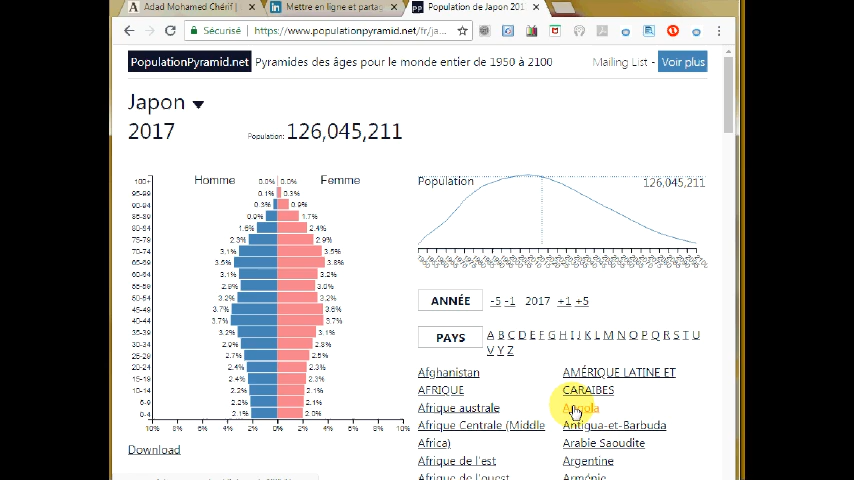 Adad Mohamed Chérif |
Mettre en ligne et partag
Population de Japon 201
Sécurisé | https://www.populationpyramid.net/fr/ja...
PopulationPyramid.net Pyramides des âges pour le monde entier de 1950 à 2100 Mailing List - Voir plus
Japon
2017 Population: 126,045,211
Homme Femme
100+ 0.0% 0.0%
95-99 0.1% 0.3%
90-94 0.3% 0.9%
85-89 0.9% 1.7%
80-84 1.6% 2.4%
75-79 2.3% 2.9%
70-74 3.1% 3.5%
65-69 3.8%
60-64 3.1% 3.2%
55-59 3.0%
50-54 3.2% 3.2%
45-49 3.7% 3.6%
40-44 3.7% 3.7%
35-39 3.2% 3.1%
30-34 2.9% 2.8%
25-29 2.7% 2.5%
20-24 2.4% 2.3%
15-19 2.4% 2.3%
10-14 2.2% 2.1%
5-9 2.2% 2.1%
0-4 2.1% 2.0%
10% 8% 6% 4% 2% 0% 2% 4% 6% 8% 10%
Download
Population 126,045,211
ANNÉE -5 -1 2017 +1 +5
PAYS A B C D E F G H I J K L M N O P Q R S T U
V Y Z
Afghanistan
AFRIQUE
Afrique australe
Afrique Centrale (Middle
Africa)
Afrique de l'est
Afrique de l'ouest
AMÉRIQUE LATINE ET
CARAIBES
Angola
Antigua-et-Barbuda
Arabie Saoudite
Argentine
Arménie